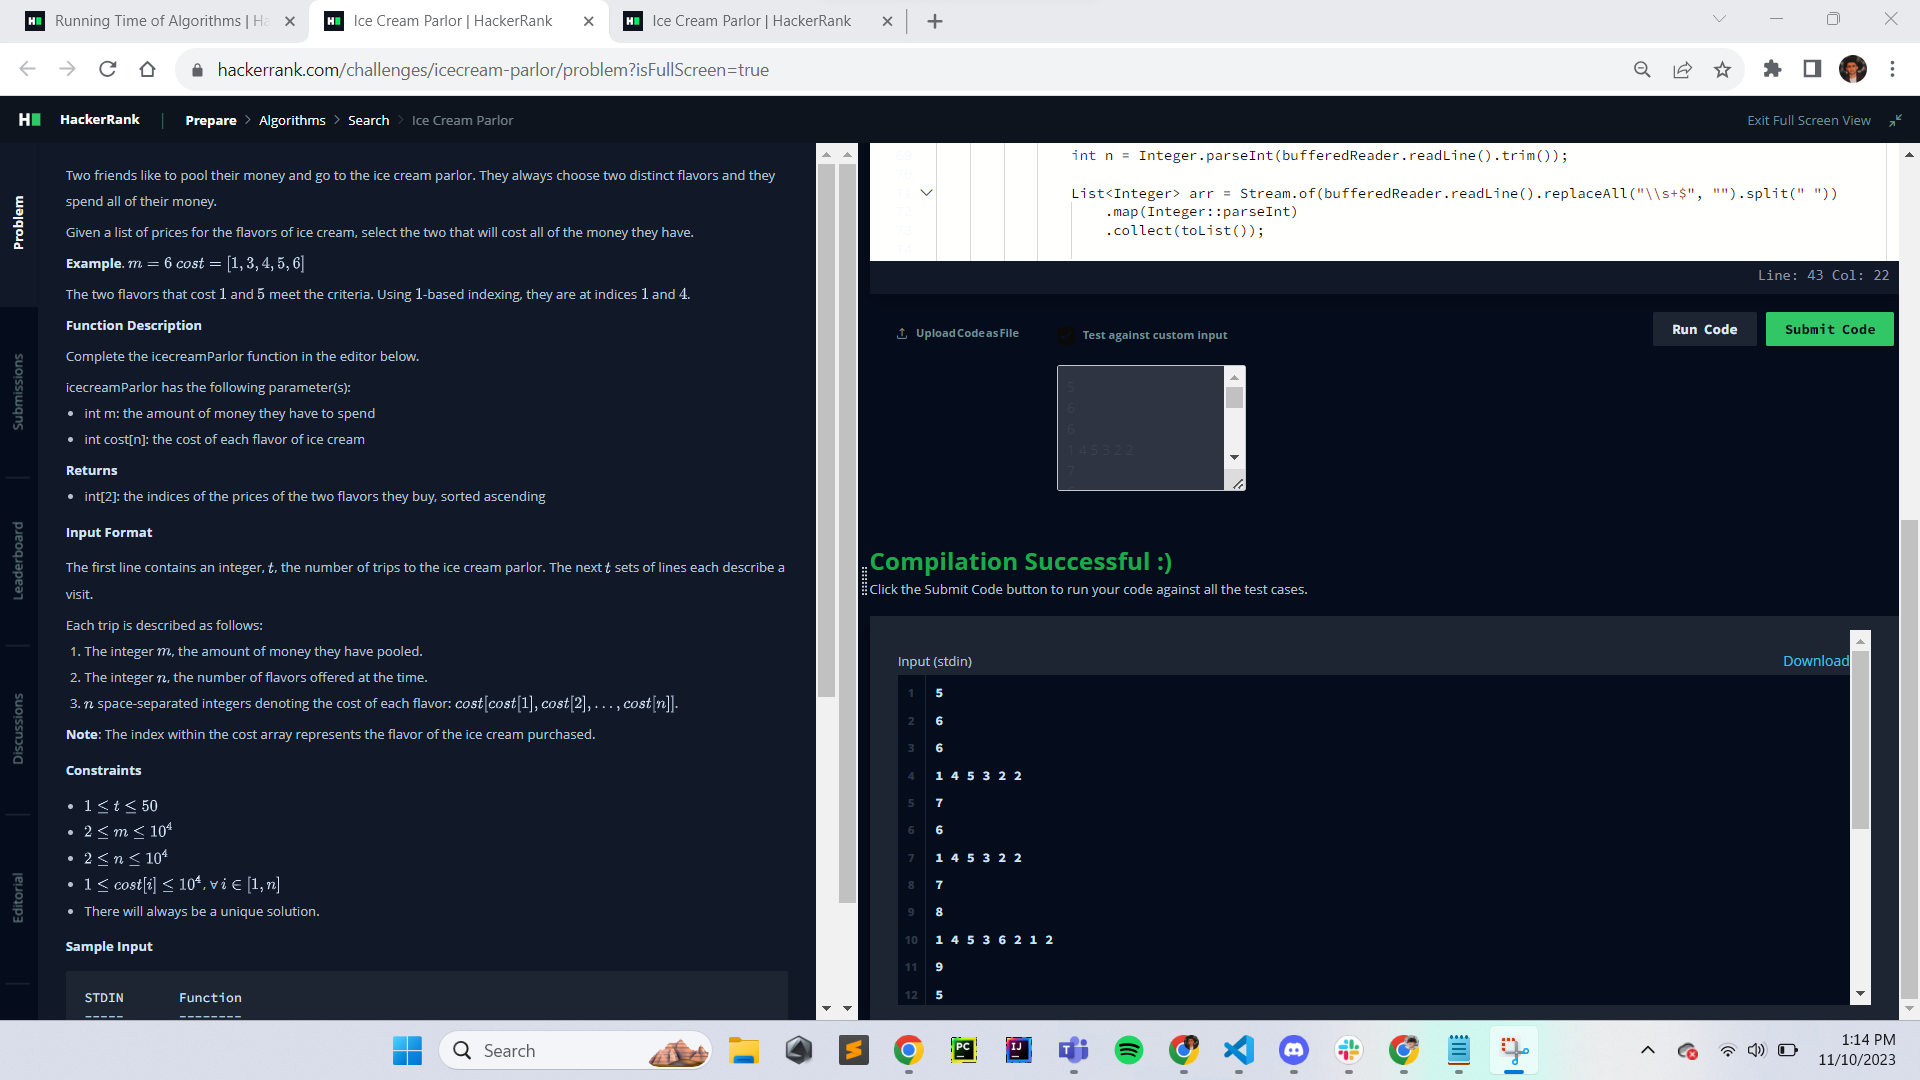 Running Time of Algorithms | Ha
Ice Cream Parlor | HackerRank
Ice Cream Parlor | HackerRank
hackerrank.com/challenges/icecream-parlor/problem?isFullScreen=true
HackerRank
Prepare > Algorithms > Search > Ice Cream Parlor
Exit Full Screen View
Problem
Submissions
Leaderboard
Discussions
Editorial
Two friends like to pool their money and go to the ice cream parlor. They always choose two distinct flavors and they
spend all of their money.
Given a list of prices for the flavors of ice cream, select the two that will cost all of the money they have.
Example. m = 6 cost = [1, 3, 4, 5, 6]
The two flavors that cost 1 and 5 meet the criteria. Using 1-based indexing, they are at indices 1 and 4.
Function Description
Complete the icecreamParlor function in the editor below.
icecreamParlor has the following parameter(s):
• int m: the amount of money they have to spend
• int cost[n]: the cost of each flavor of ice cream
Returns
• int[2]: the indices of the prices of the two flavors they buy, sorted ascending
Input Format
The first line contains an integer, t, the number of trips to the ice cream parlor. The next t sets of lines each describe a
visit.
Each trip is described as follows:
1. The integer m, the amount of money they have pooled.
2. The integer n, the number of flavors offered at the time.
3. n space-separated integers denoting the cost of each flavor: cost[cost[1], cost[2], . . . , cost[n]].
Note: The index within the cost array represents the flavor of the ice cream purchased.
Constraints
• 1 ≤ t ≤ 50
• 2 ≤ m ≤ 10⁴
• 2 ≤ n ≤ 10⁴
• 1 ≤ cost[i] ≤ 10⁴, ∀ i ∈ [1, n]
• There will always be a unique solution.
Sample Input
STDIN Function
----- --------
int n = Integer.parseInt(bufferedReader.readLine().trim());
List<Integer> arr = Stream.of(bufferedReader.readLine().replaceAll("\\s+$", "").split(" "))
.map(Integer::parseInt)
.collect(toList());
Line: 43 Col: 22
Upload Code as File
Test against custom input
Run Code
Submit Code
5
6
6
1 4 5 3 2 2
7
Compilation Successful :)
Click the Submit Code button to run your code against all the test cases.
Input (stdin)
Download
1 5
2 6
3 6
4 1 4 5 3 2 2
5 7
6 6
7 1 4 5 3 2 2
8 7
9 8
10 1 4 5 3 6 2 1 2
11 9
12 5
Search
1:14 PM
11/10/2023